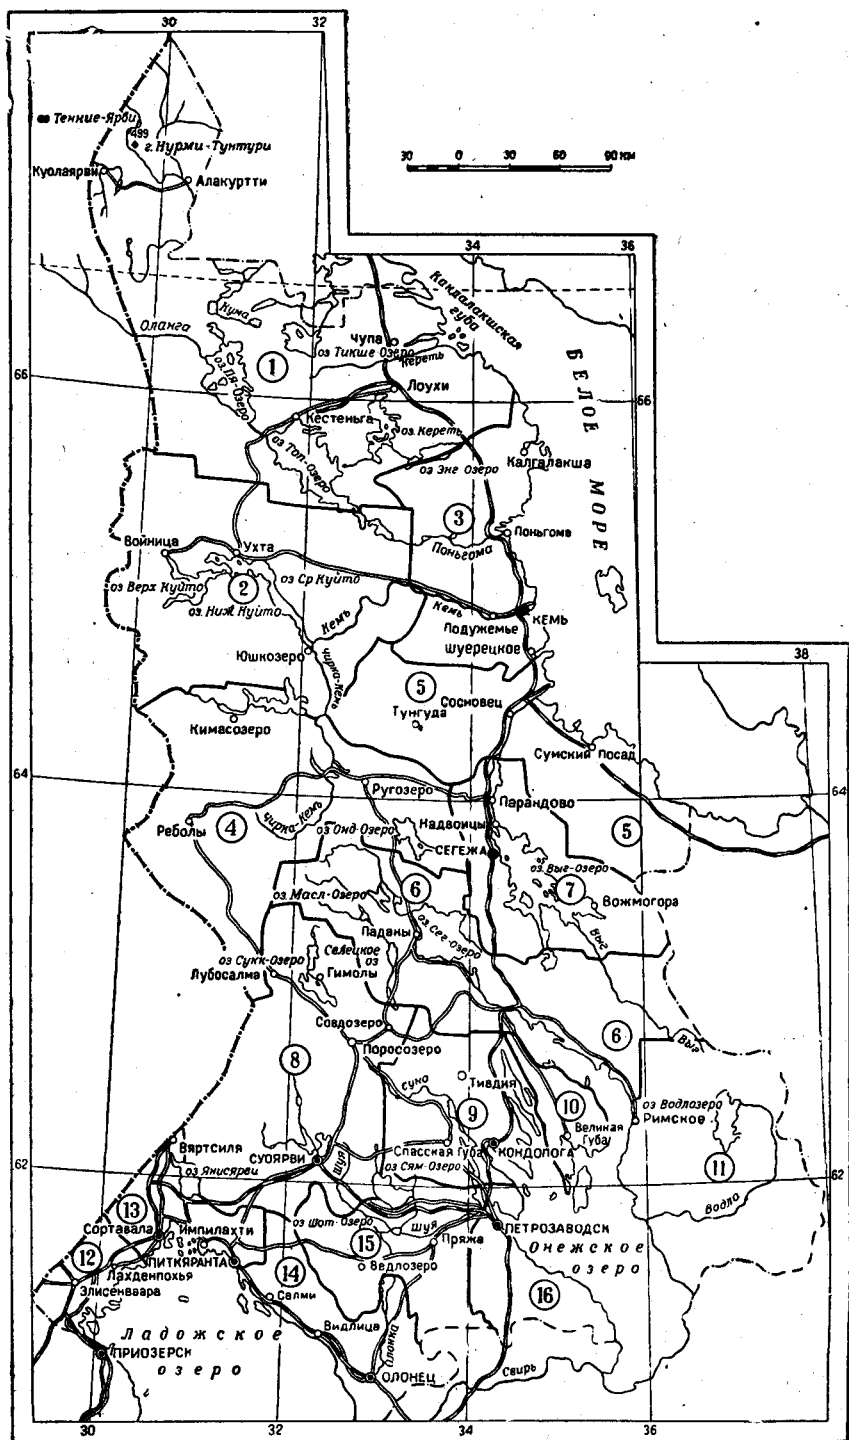 30
32
Тенние-Ярви
499
г. Нурми-Тунтури
Куолаярви
Алакуртти
30 0 20 30 60 90 КМ
34
36
Кандалакшская
губа
Кума
Оланга
Чупа
оз Тикше Озеро
Кереть
БЕЛОЕ
МОРЕ
1
оз Пя-Озеро
66
66
Лоухи
Кестеньга
оз. Кереть
оз Топ-Озеро
оз Энг Озеро
Калгалакша
3
Поньгома
Поньгома
Войница
Ухта
оз Ср Куйто
оз Верх Куйто
2
оз. Ниж Куйто
Кемь
Кемь
КЕМЬ
Подужемье
Шуерецкое
Юшкозеро
Чирка-Кемь
38
5
Сосновец
Тунгуда
Кимасозеро
Сумский Посад
64
64
Ругозеро
Парандово
Чирка-Кемь
4
Реболы
Надвоицы
оз Онд-Озеро
СЕГЕЖА
5
оз. Выг-Озеро
6
7
Вожмогора
оз Масл-Озеро
оз Сег-Озеро
Паданы
Выг
Селецкое
оз
оз Сукк-Озеро
Лубосалма
Гимолы
Совдозеро
6
Выг
Поросозеро
8
Суна
Тивдия
9
10
оз Водлозеро
Римское
Великая
Губа
Вяртсиля
СУОЯРВИ
Шуя
Спасская Губа
КОНДОПОГА
62
62
оз Янисярви
оз Сям-Озеро
11
Водла
13
Сортавала
Импилахти
оз Шот-Озеро
Шуя
ПЕТРОЗАВОДСК
15
Пряжа
Онежское
озеро
12
ПИТКЯРАНТА
Лахденпохья
Элисенваара
14
Ведлозеро
16
Салми
Видлица
Ладожское
озеро
Олонка
ПРИОЗЕРСК
ОЛОНЕЦ
Свирь
30
32
34
36